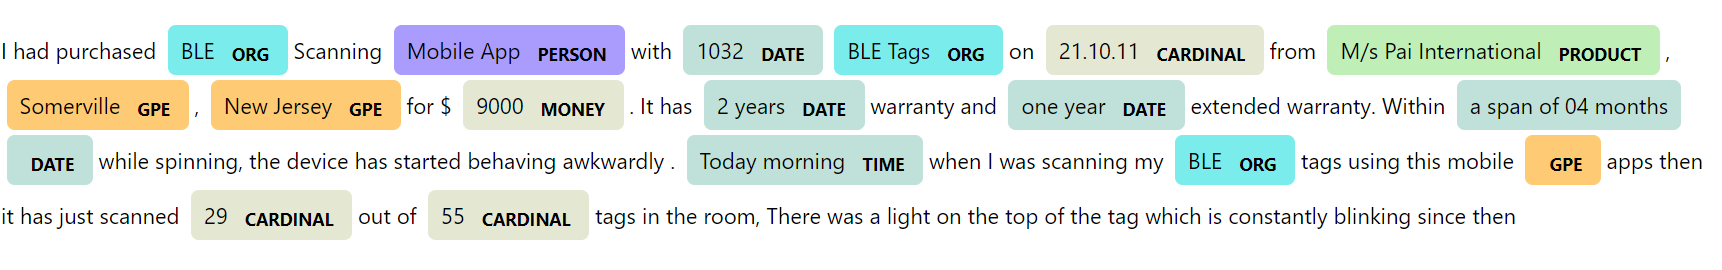 I had purchased BLE ORG Scanning Mobile App PERSON with 1032 DATE BLE Tags ORG on 21.10.11 CARDINAL from M/s Pai International PRODUCT ,
Somerville GPE , New Jersey GPE for $ 9000 MONEY . It has 2 years DATE warranty and one year DATE extended warranty. Within a span of 04 months
DATE while spinning, the device has started behaving awkwardly . Today morning TIME when I was scanning my BLE ORG tags using this mobile GPE apps then
it has just scanned 29 CARDINAL out of 55 CARDINAL tags in the room, There was a light on the top of the tag which is constantly blinking since then